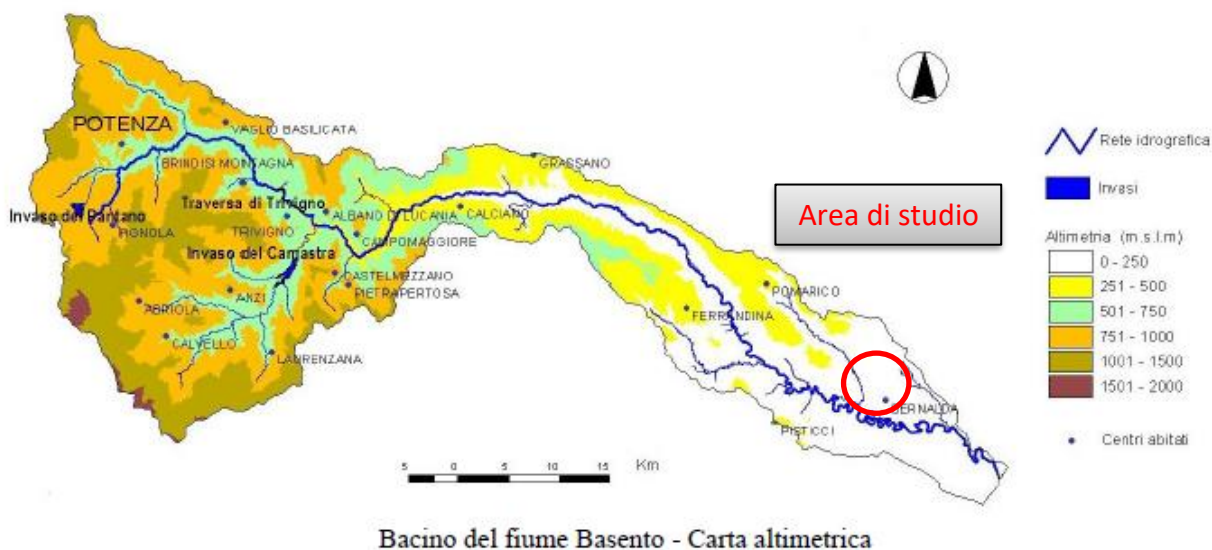 POTENZA
VAGLIO BASILICATA
BRINDISI MONTAGNA
GRASSANO
Traversa di Trivigno
ALBANO DI LUCANIA
CALCIANO
Invaso del Pantano
PIGNOLA
TRIVIGNO
CAMPOMAGGIORE
Invaso del Camastra
CASTELMEZZANO
PIETRAPERTOSA
ANZI
ABRIOLA
CALVELLO
LAURENZANA
POMARICO
FERRANDINA
BERNALDA
PISTICCI
Area di studio
Rete idrografica
Invasi
Altimetria (m.s.l.m)
0 - 250
251 - 500
501 - 750
751 - 1000
1001 - 1500
1501 - 2000
Centri abitati
5 0 5 10 15 Km
Bacino del fiume Basento - Carta altimetrica